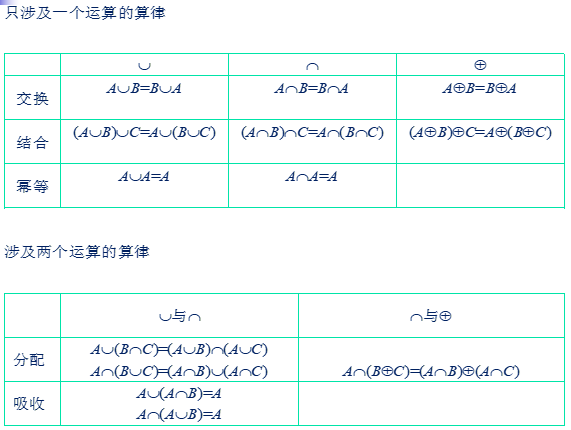 只涉及一个运算的算律
∪ ∩ ⊕
交换 A∪B=B∪A A∩B=B∩A A⊕B=B⊕A
结合 (A∪B)∪C=A∪(B∪C) (A∩B)∩C=A∩(B∩C) (A⊕B)⊕C=A⊕(B⊕C)
幂等 A∪A=A A∩A=A
涉及两个运算的算律
∪与∩ ∩与⊕
分配 A∪(B∩C)=(A∪B)∩(A∪C)
A∩(B∪C)=(A∩B)∪(A∩C) A∩(B⊕C)=(A∩B)⊕(A∩C)
吸收 A∪(A∩B)=A
A∩(A∪B)=A